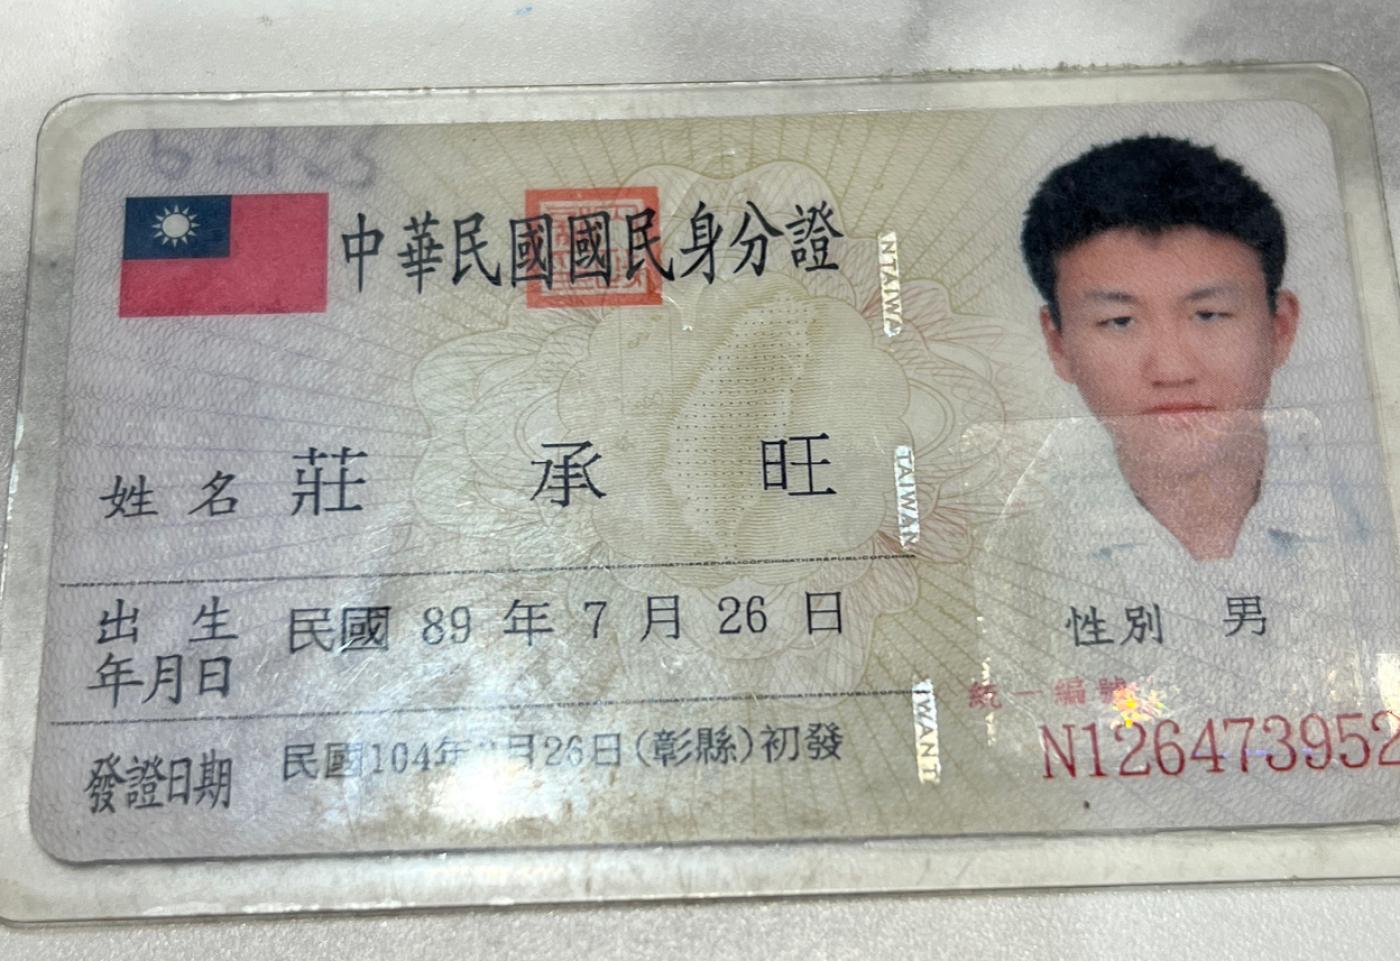 中華民國國民身分證
姓名 莊承旺
出生年月日 民國 89 年 7 月 26 日
性別 男
統一編號
N126473952
發證日期 民國104年 月26日(彰縣)初發
TAIWAN